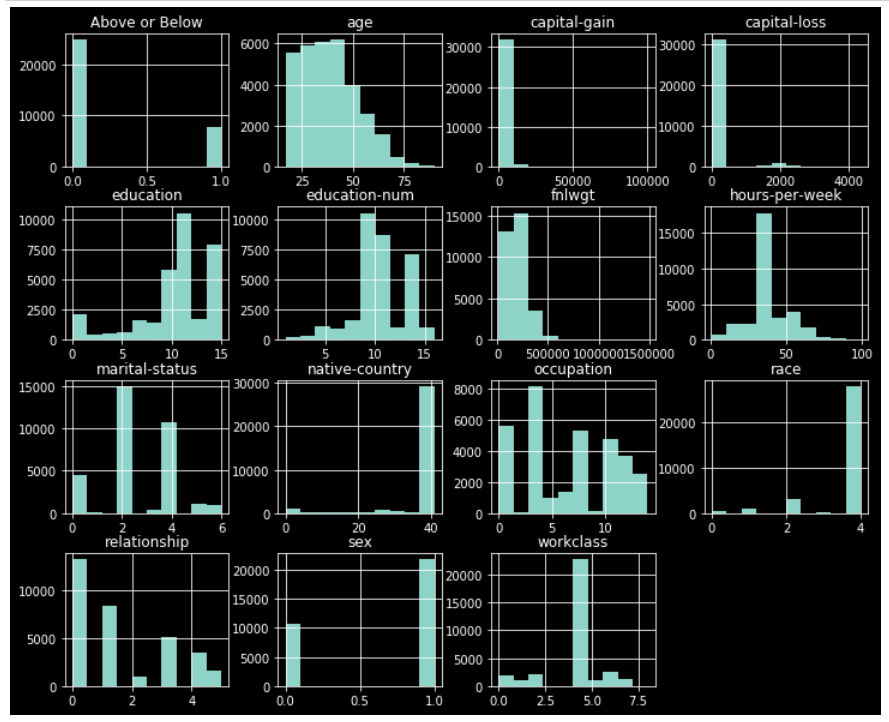 Above or Below age capital-gain capital-loss
20000 6000 30000 30000
10000 4000 20000 20000
2000 10000 10000
0 0 0 0
0.0 0.5 1.0 25 50 75 0 50000 100000 0 2000 4000
education education-num fnlwgt hours-per-week
10000 10000 15000 15000
7500 7500 10000 10000
5000 5000 5000 5000
2500 2500
0 0 0 0
0 5 10 15 5 10 15 0 500000 1000000 1500000 0 50 100
marital-status native-country occupation race
15000 30000 8000 20000
10000 20000 6000 10000
5000 10000 4000
2000
0 0 0 0
0 2 4 6 0 20 40 0 5 10 0 2 4
relationship sex workclass
10000 20000 20000
5000 15000 15000
10000 10000
5000 5000
0 0 0
0 2 4 0.0 0.5 1.0 0.0 2.5 5.0 7.5